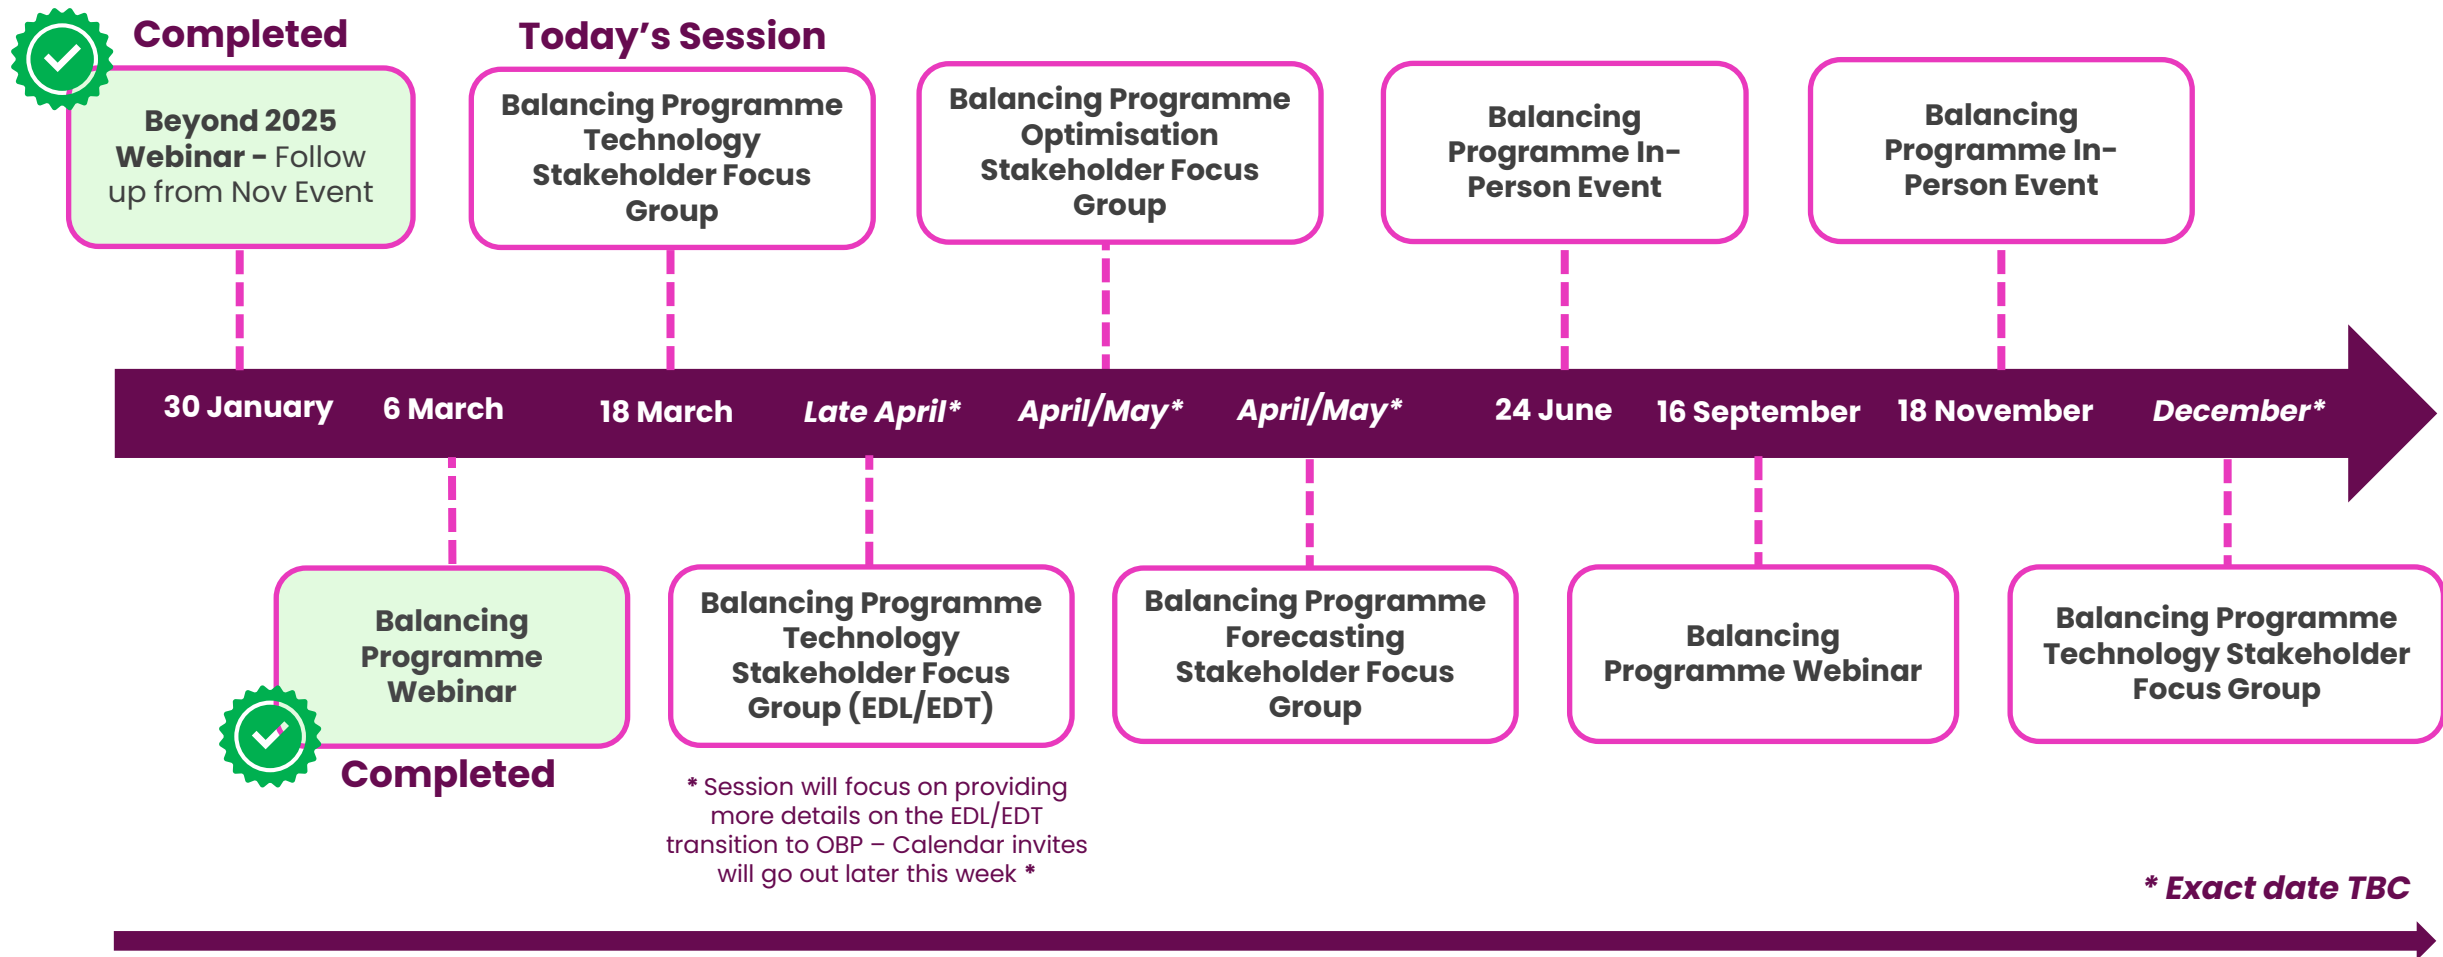 Completed
Beyond 2025
Webinar – Follow
up from Nov Event
Today's Session
Balancing Programme
Technology
Stakeholder Focus
Group
Balancing Programme
Optimisation
Stakeholder Focus
Group
Balancing
Programme In-
Person Event
Balancing
Programme In-
Person Event
30 January
6 March
18 March
Late April*
April/May*
April/May*
24 June
16 September
18 November
December*
Balancing
Programme
Webinar
Completed
Balancing Programme
Technology
Stakeholder Focus
Group (EDL/EDT)
* Session will focus on providing
more details on the EDL/EDT
transition to OBP – Calendar invites
will go out later this week *
Balancing Programme
Forecasting
Stakeholder Focus
Group
Balancing
Programme Webinar
Balancing Programme
Technology Stakeholder
Focus Group
* Exact date TBC